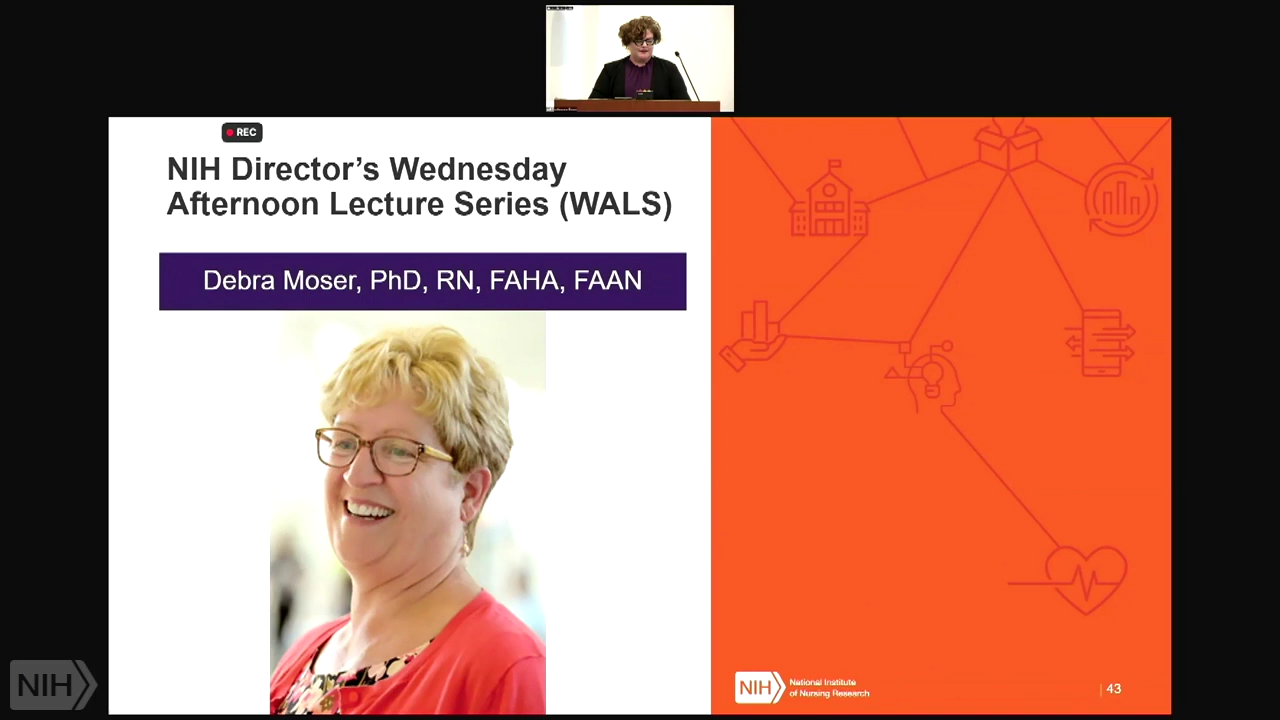 REC
NIH Director's Wednesday
Afternoon Lecture Series (WALS)
Debra Moser, PhD, RN, FAHA, FAAN
NIH
NIH
National Institute
of Nursing Research
43